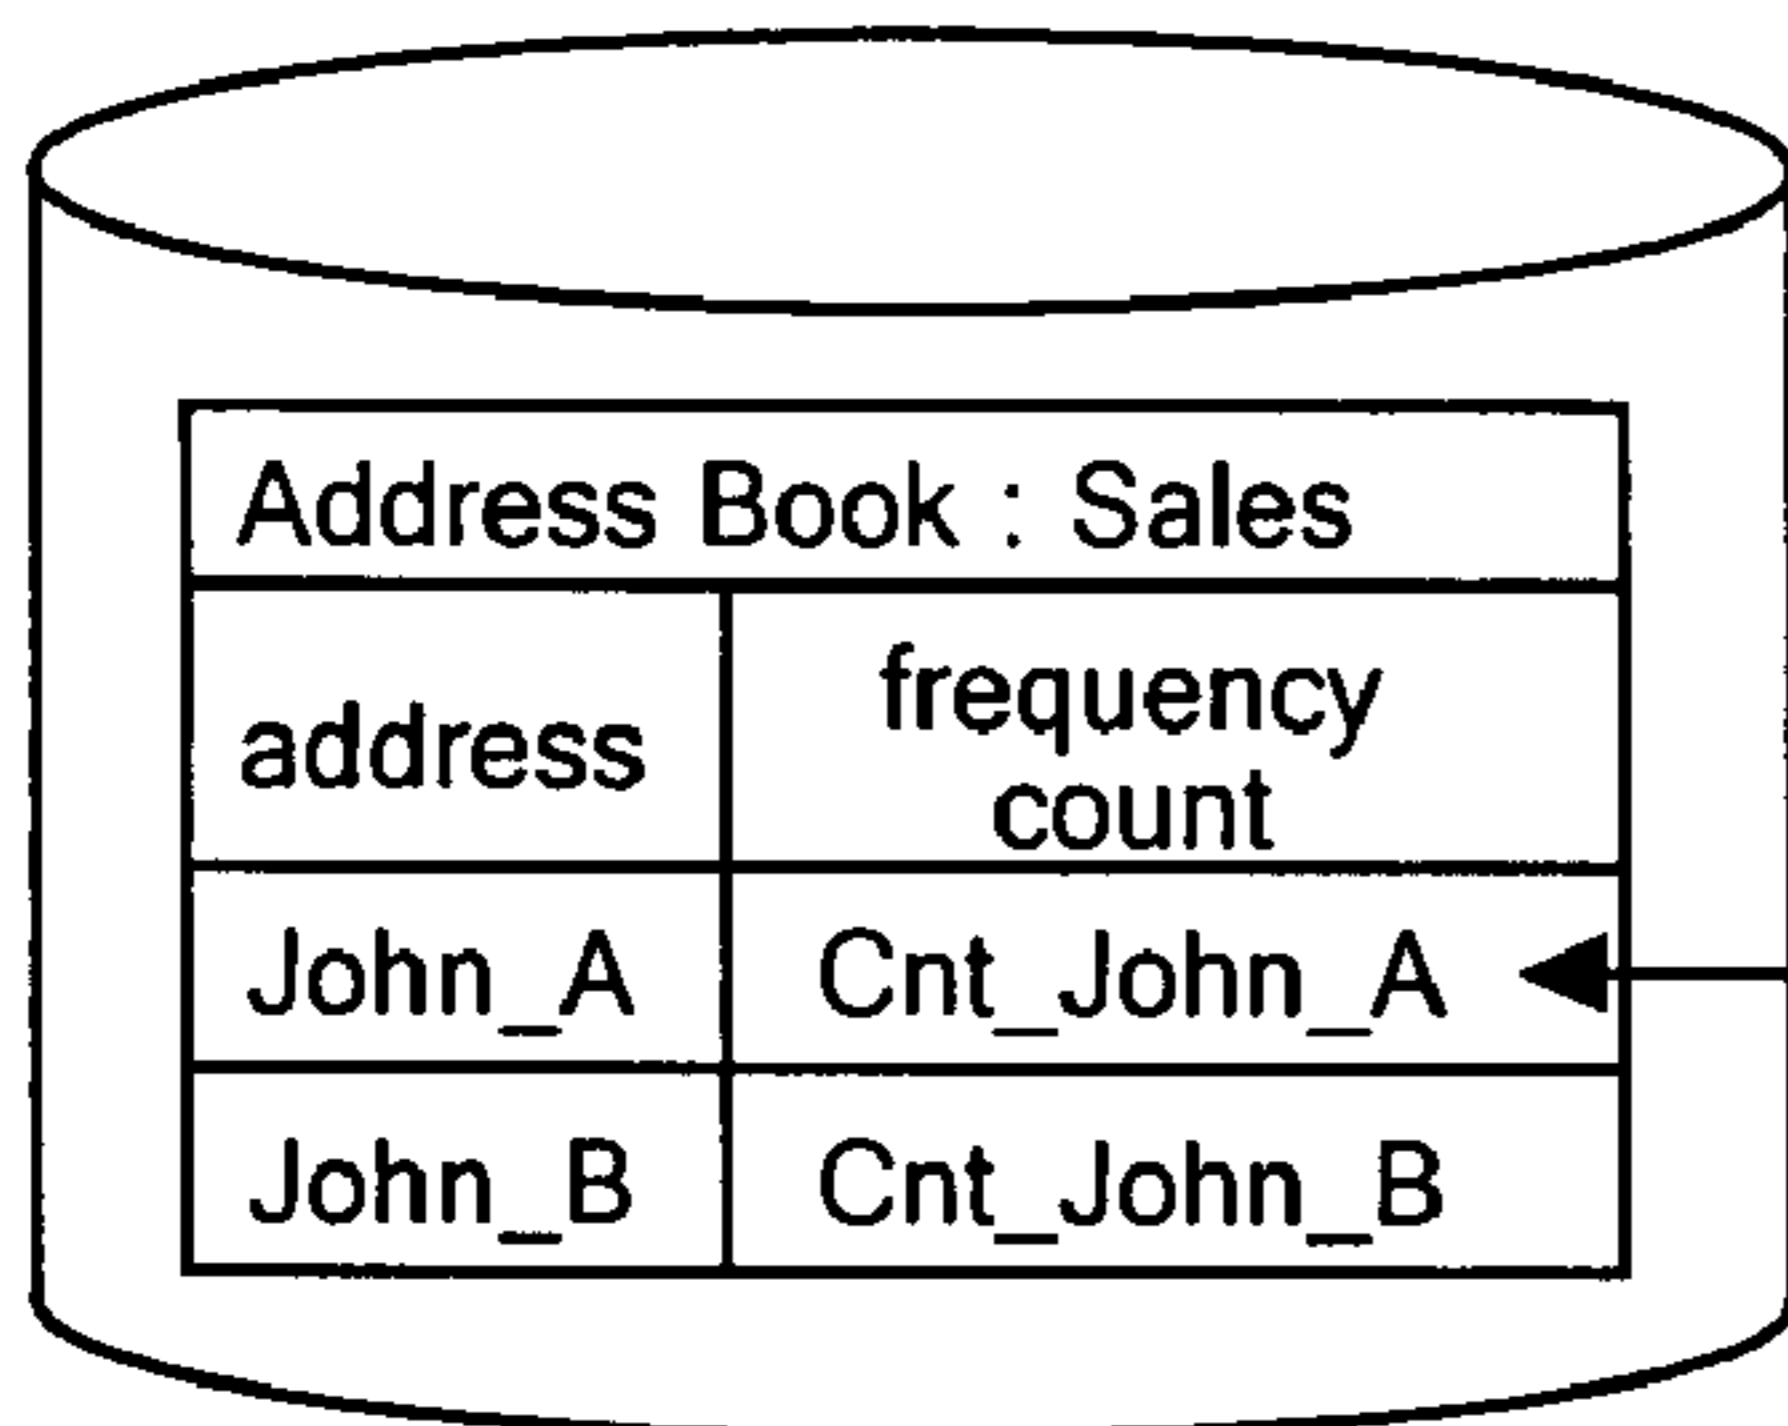 Address Book : Sales
address
frequency
count
John_A
Cnt_John_A
John_B
Cnt_John_B